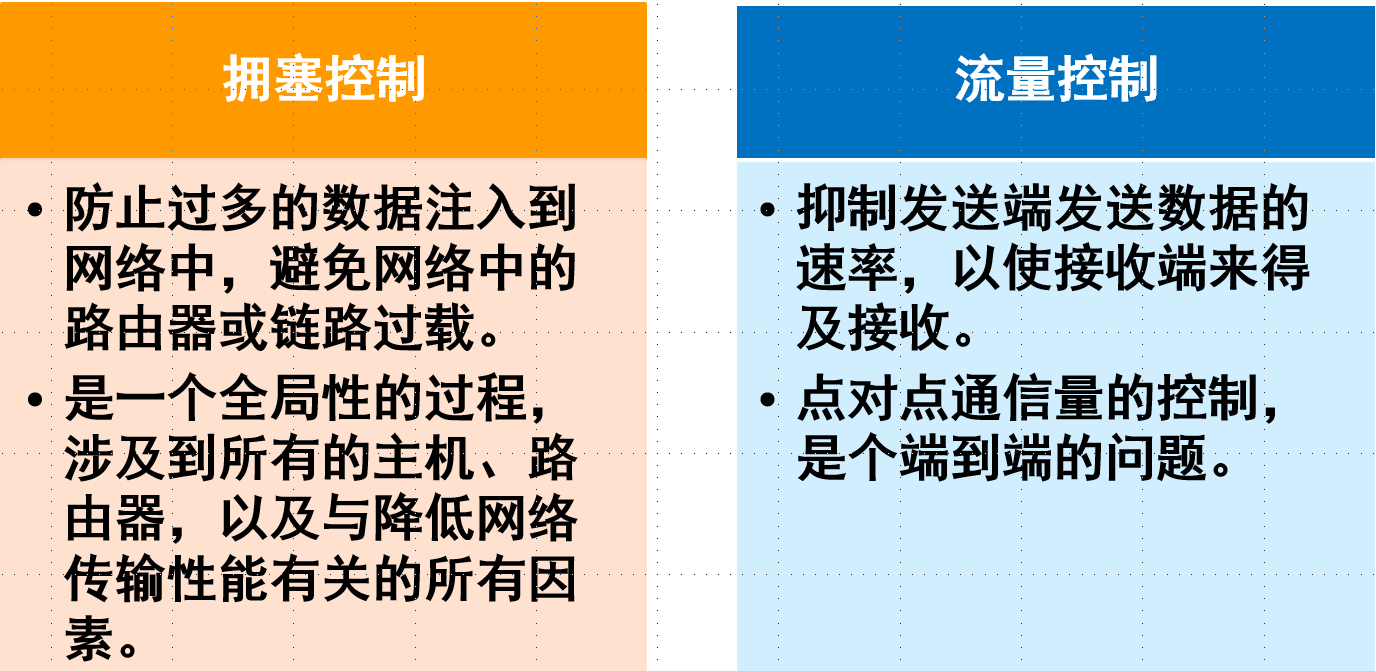 拥塞控制
• 防止过多的数据注入到
网络中，避免网络中的
路由器或链路过载。
• 是一个全局性的过程，
涉及到所有的主机、路
由器，以及与降低网络
传输性能有关的所有因
素。
流量控制
• 抑制发送端发送数据的
速率，以使接收端来得
及接收。
• 点对点通信量的控制，
是个端到端的问题。